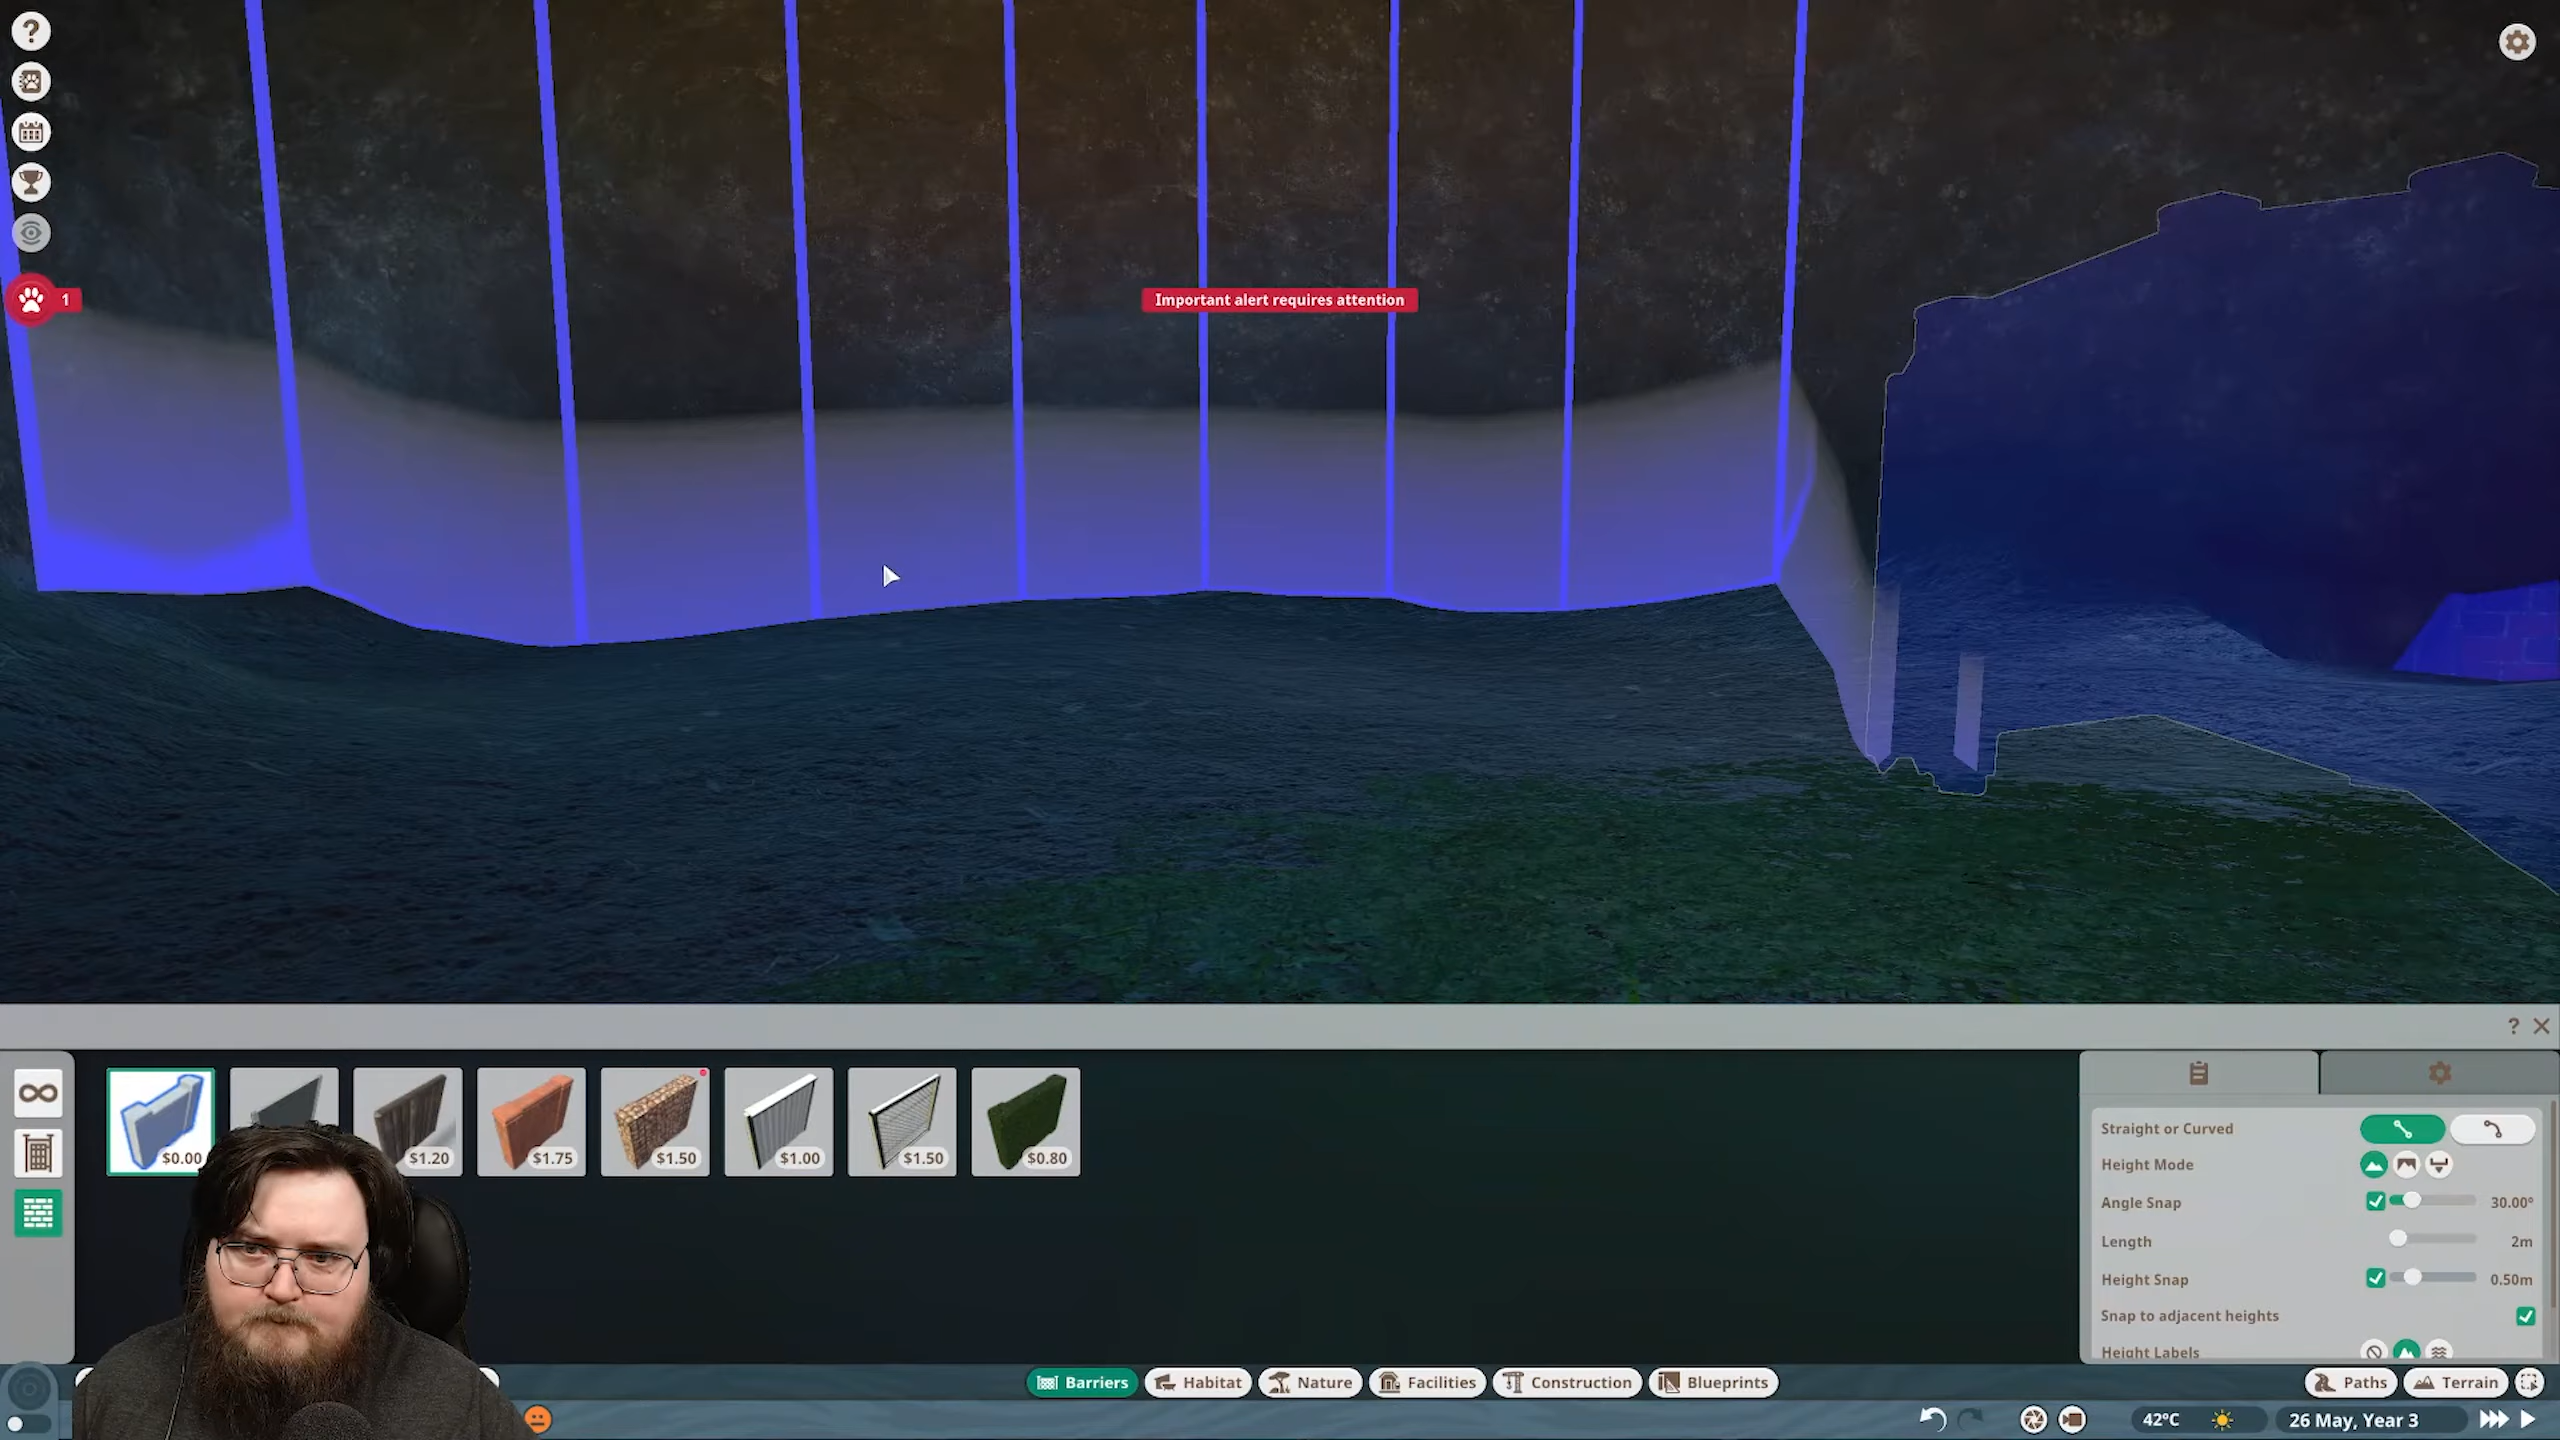 ?
1
Important alert requires attention
?
$0.00
$1.20
$1.75
$1.50
$1.00
$1.50
$0.80
Straight or Curved
Height Mode
Angle Snap 30.00°
Length 2m
Height Snap 0.50m
Snap to adjacent heights
Height Labels
Barriers
Habitat
Nature
Facilities
Construction
Blueprints
Paths
Terrain
42°C
26 May, Year 3